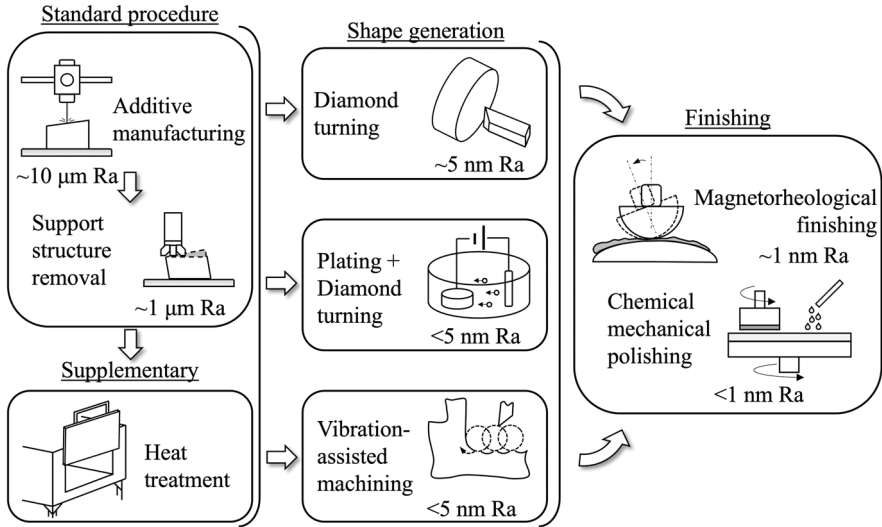 Standard procedure
Additive
manufacturing
~10 μm Ra
Support
structure
removal
~1 μm Ra
Supplementary
Heat
treatment
Shape generation
Diamond
turning
~5 nm Ra
Plating +
Diamond
turning
<5 nm Ra
Vibration-
assisted
machining
<5 nm Ra
Finishing
Magnetorheological
finishing
~1 nm Ra
Chemical
mechanical
polishing
<1 nm Ra